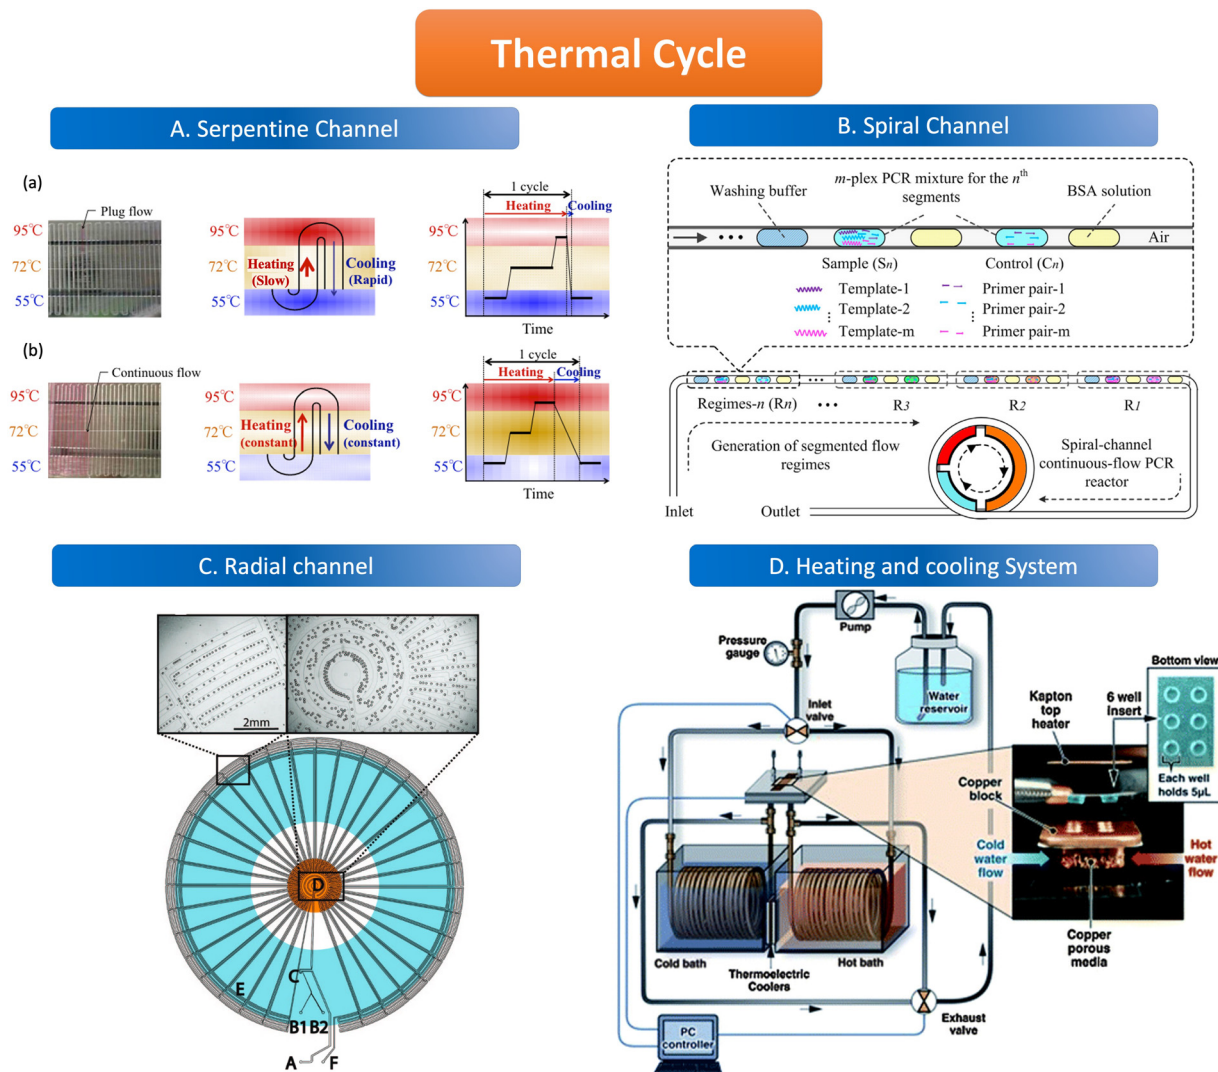 Thermal Cycle
A. Serpentine Channel
(a)
Plug flow
95℃
72℃
55℃
95℃
72℃
55℃
Heating
(Slow)
Cooling
(Rapid)
1 cycle
Heating
Cooling
95℃
72℃
55℃
Time
(b)
Continuous flow
95℃
72℃
55℃
95℃
72℃
55℃
Heating
(constant)
Cooling
(constant)
1 cycle
Heating
Cooling
95℃
72℃
55℃
Time
B. Spiral Channel
Washing buffer
m-plex PCR mixture for the nth
segments
BSA solution
Air
Sample (Sn)
Control (Cn)
Template-1
Primer pair-1
Template-2
Primer pair-2
Template-m
Primer pair-m
Regimes-n (Rn)
R3
R2
R1
Generation of segmented flow
regimes
Spiral-channel
continuous-flow PCR
reactor
Inlet
Outlet
C. Radial channel
2mm
D
C
E
B1
B2
A
F
D. Heating and cooling System
Pump
Pressure
gauge
Water
reservoir
Inlet
valve
Bottom view
Kapton
top
heater
6 well
insert
Each well
holds 5µL
Copper
block
Cold
water
flow
Hot
water
flow
Copper
porous
media
Cold bath
Thermoelectric
Coolers
Hot bath
Exhaust
valve
PC
controller